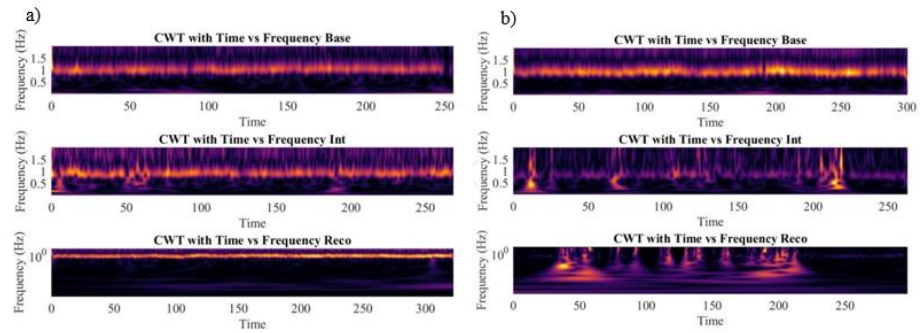 a)
CWT with Time vs Frequency Base
Frequency (Hz)
1.5
1
0.5
0 50 100 150 200 250
Time
CWT with Time vs Frequency Int
Frequency (Hz)
1.5
1
0.5
0 50 100 150 200 250
Time
CWT with Time vs Frequency Reco
Frequency (Hz)
10⁰
0 50 100 150 200 250 300
Time
b)
CWT with Time vs Frequency Base
Frequency (Hz)
1.5
1
0.5
0 50 100 150 200 250 300
Time
CWT with Time vs Frequency Int
Frequency (Hz)
1.5
1
0.5
0 50 100 150 200 250
Time
CWT with Time vs Frequency Reco
Frequency (Hz)
10⁰
0 50 100 150 200 250
Time